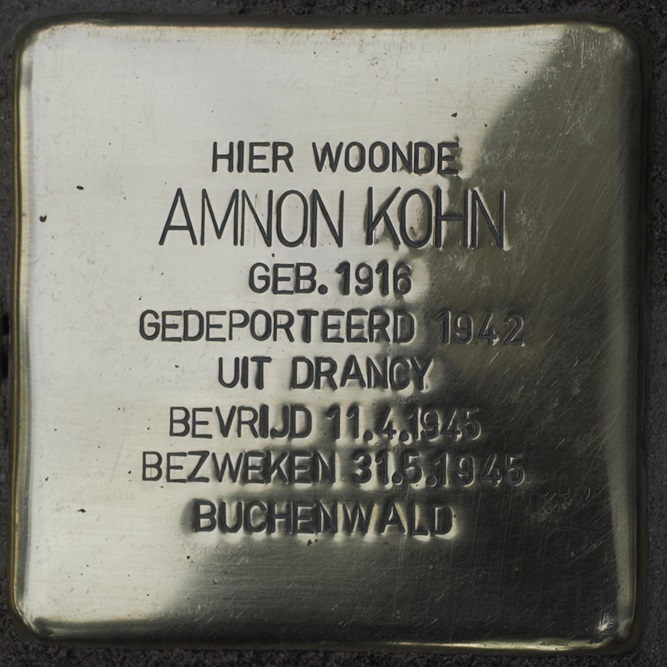 HIER WOONDE
AMNON KOHN
GEB. 1916
GEDEPORTEERD 1942
UIT DRANCY
BEVRIJD 11.4.1945
BEZWEKEN 31.5.1945
BUCHENWALD